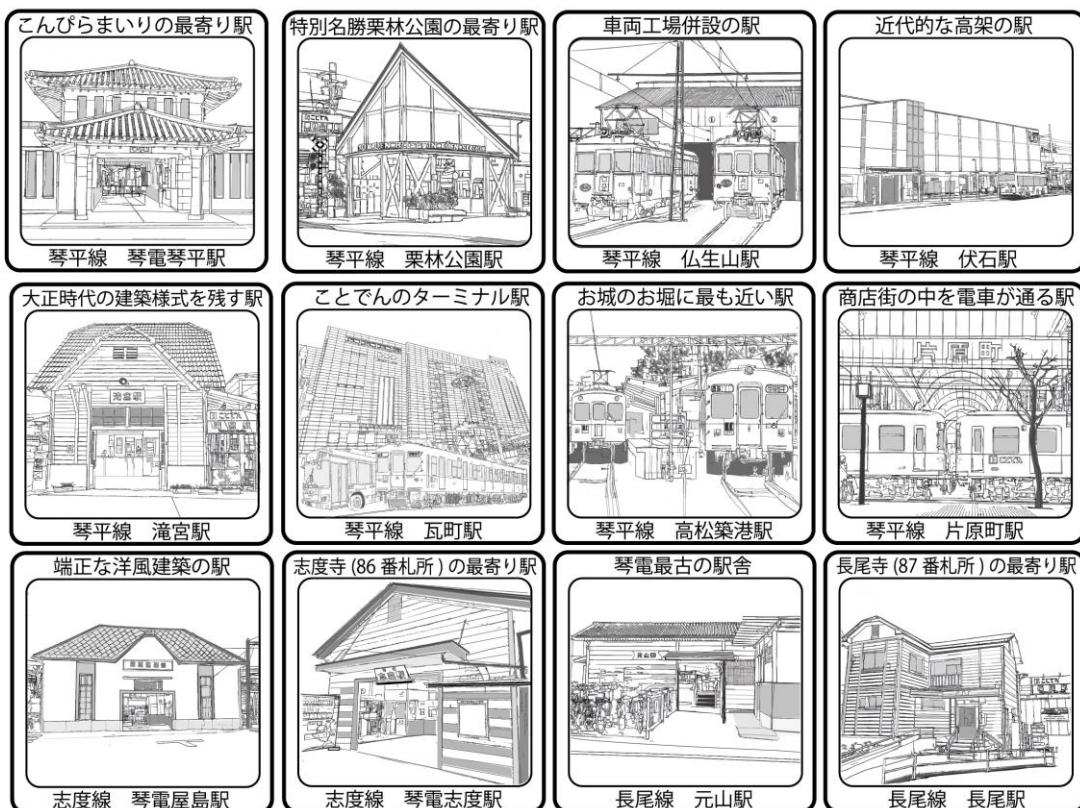 こんぴらまいりの最寄り駅
琴平線 琴電琴平駅
特別名勝栗林公園の最寄り駅
琴平線 栗林公園駅
車両工場併設の駅
① ②
琴平線 仏生山駅
近代的な高架の駅
琴平線 伏石駅
大正時代の建築様式を残す駅
滝宮駅
琴平線 滝宮駅
ことでんのターミナル駅
琴平線 瓦町駅
お城のお堀に最も近い駅
琴平線 高松築港駅
商店街の中を電車が通る駅
片原町
琴平線 片原町駅
端正な洋風建築の駅
志度線 琴電屋島駅
志度寺(86番札所)の最寄り駅
志度線 琴電志度駅
琴電最古の駅舎
元山駅
長尾線 元山駅
長尾寺(87番札所)の最寄り駅
長尾線 長尾駅